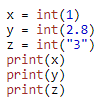 x = int(1)
y = int(2.8)
z = int("3")
print(x)
print(y)
print(z)